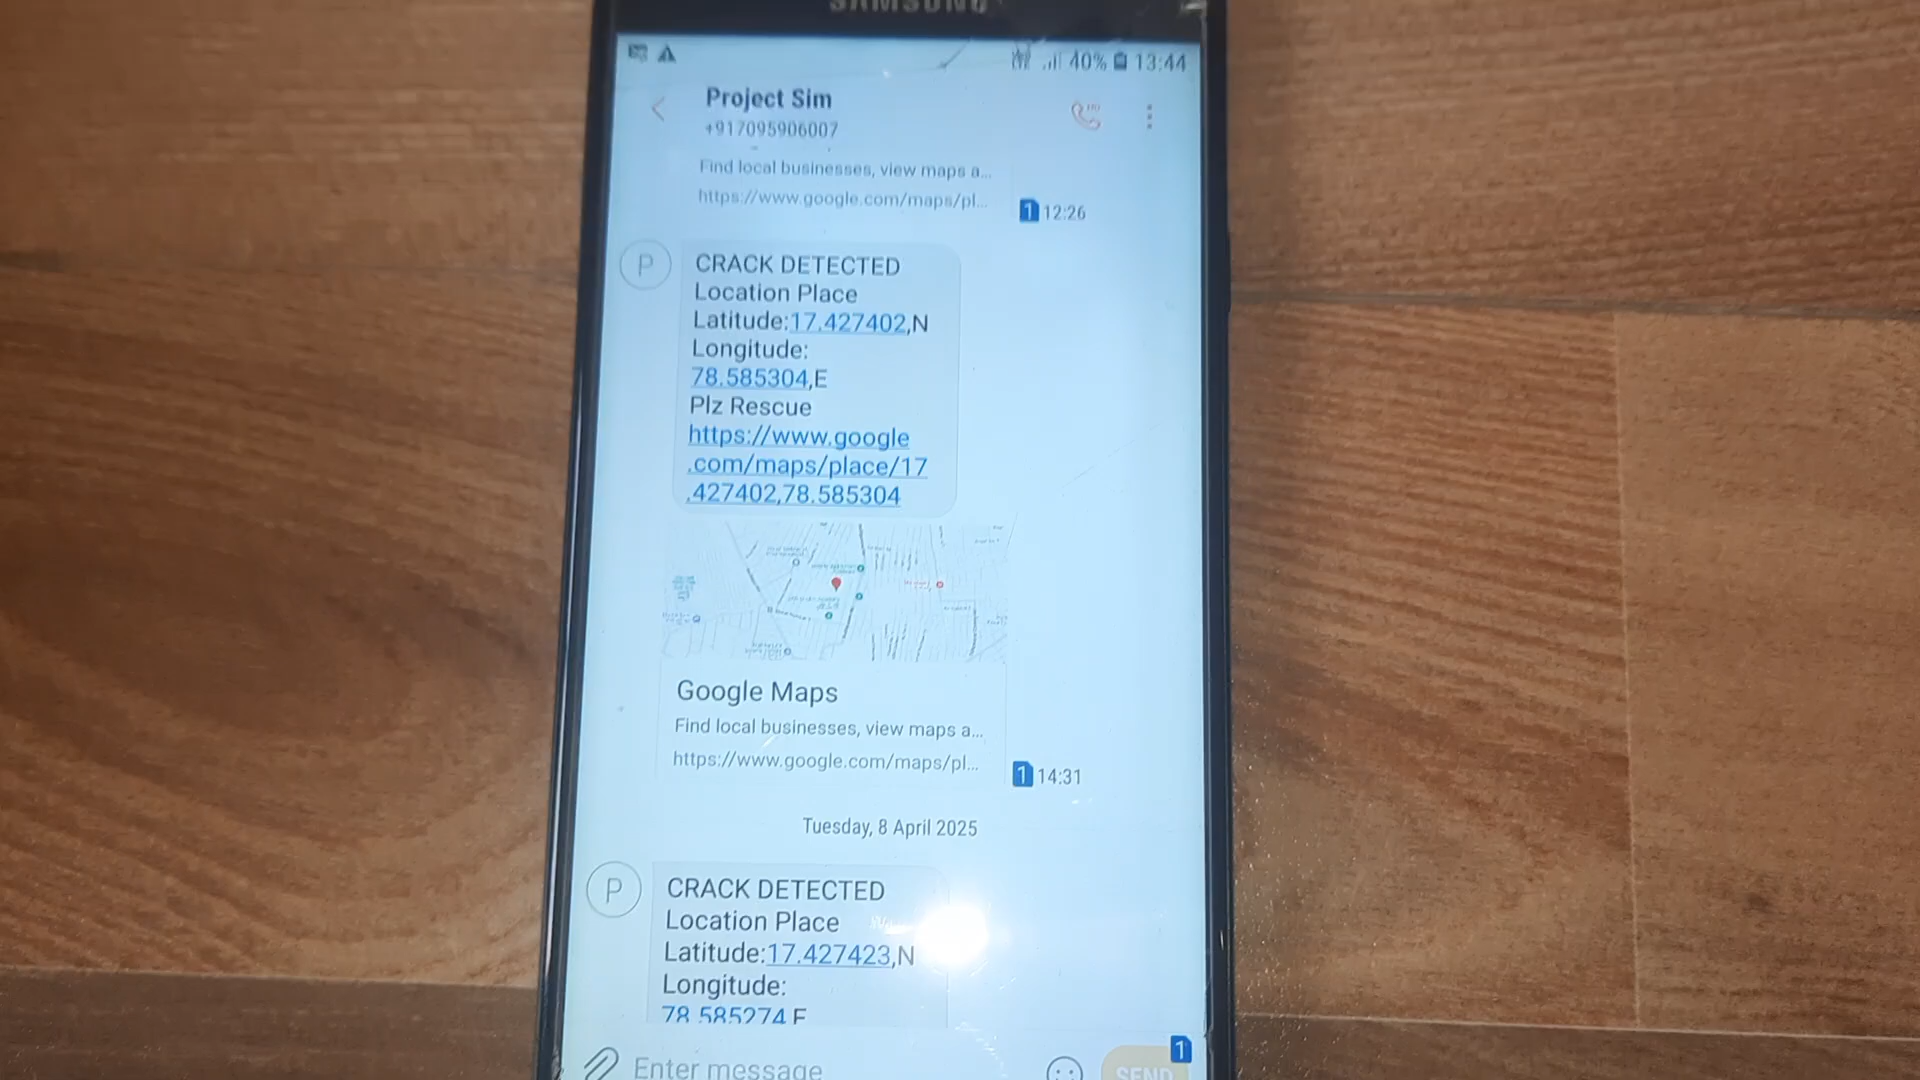 SAMSUNG
40% 13:44
Project Sim
+917095906007
Find local businesses, view maps a...
https://www.google.com/maps/pl...
1 12:26
P
CRACK DETECTED
Location Place
Latitude:17.427402,N
Longitude:
78.585304,E
Plz Rescue
https://www.google
.com/maps/place/17
.427402,78.585304
Google Maps
Find local businesses, view maps a...
https://www.google.com/maps/pl...
1 14:31
Tuesday, 8 April 2025
P
CRACK DETECTED
Location Place
Latitude:17.427423,N
Longitude:
78.585274,E
1
Enter message
SEND